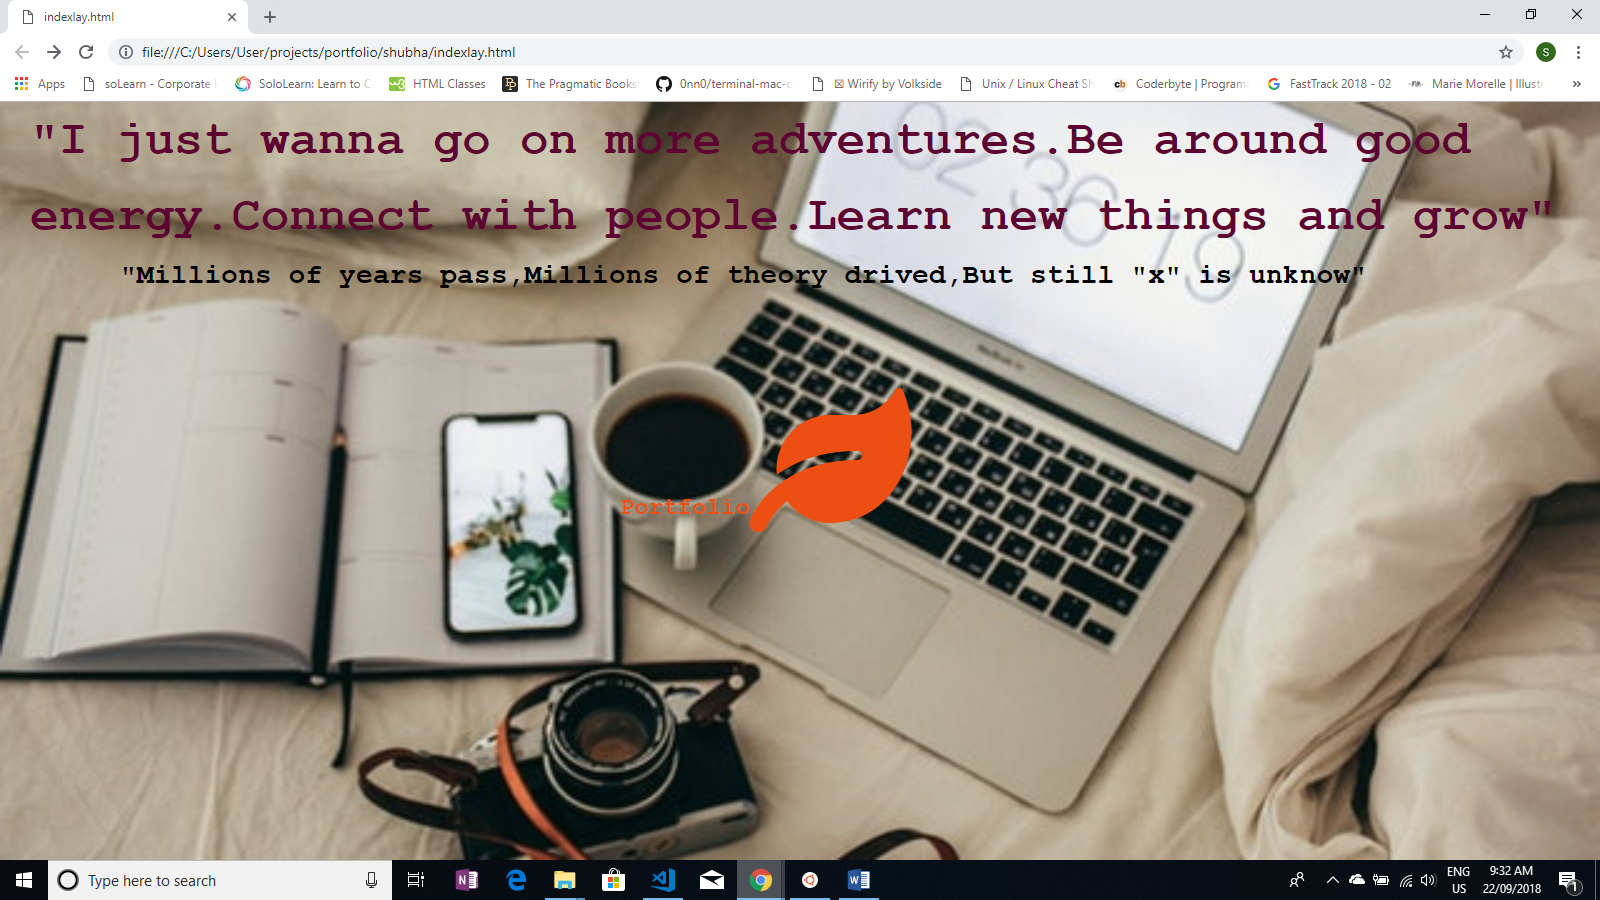 indexlay.html
file:///C:/Users/User/projects/portfolio/shubha/indexlay.html
S
Apps
soLearn - Corporate
SoloLearn: Learn to C
HTML Classes
The Pragmatic Books
0nn0/terminal-mac-c
☒ Wirify by Volkside
Unix / Linux Cheat Sh
Coderbyte | Program
FastTrack 2018 - 02
Marie Morelle | Illustr
"I just wanna go on more adventures.Be around good
energy.Connect with people.Learn new things and grow"
"Millions of years pass,Millions of theory drived,But still "x" is unknow"
02 36 19
Portfolio
Type here to search
ENG
US
9:32 AM
22/09/2018
1